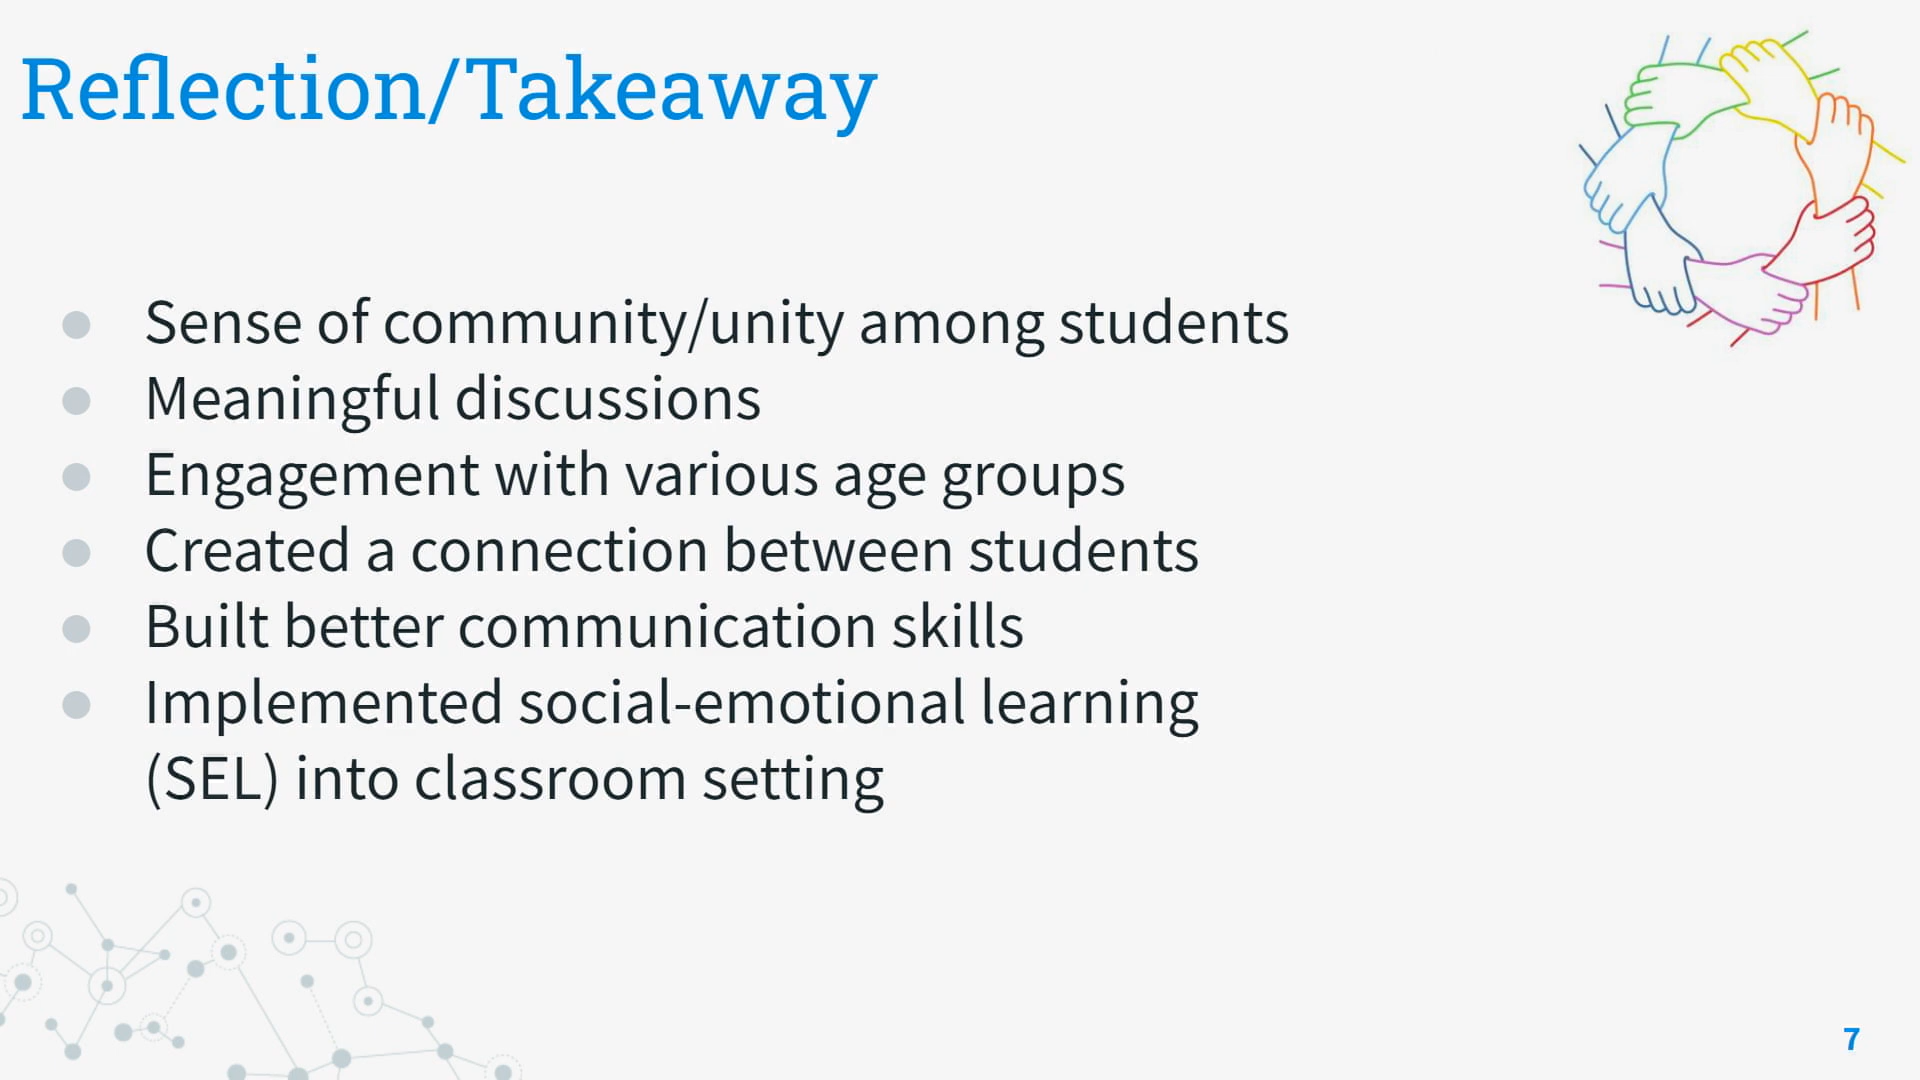 Reflection/Takeaway
● Sense of community/unity among students
● Meaningful discussions
● Engagement with various age groups
● Created a connection between students
● Built better communication skills
● Implemented social-emotional learning
(SEL) into classroom setting
7